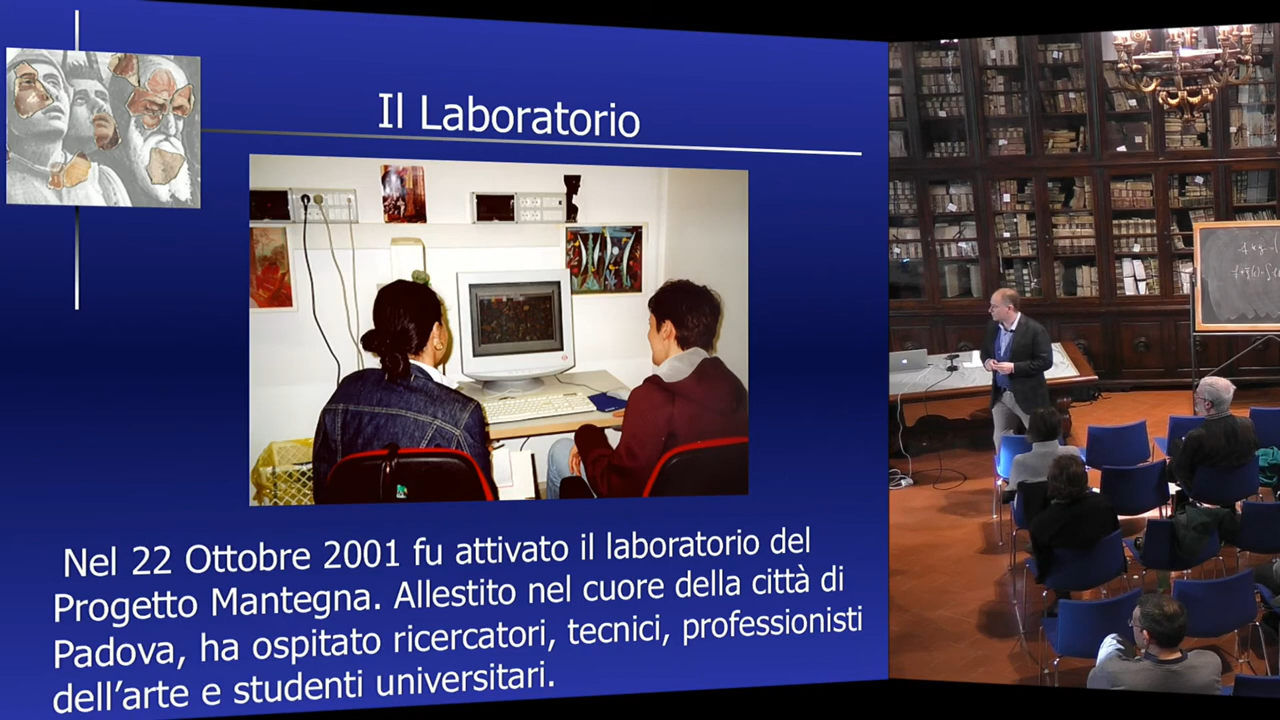 Il Laboratorio
Nel 22 Ottobre 2001 fu attivato il laboratorio del
Progetto Mantegna. Allestito nel cuore della città di
Padova, ha ospitato ricercatori, tecnici, professionisti
dell'arte e studenti universitari.